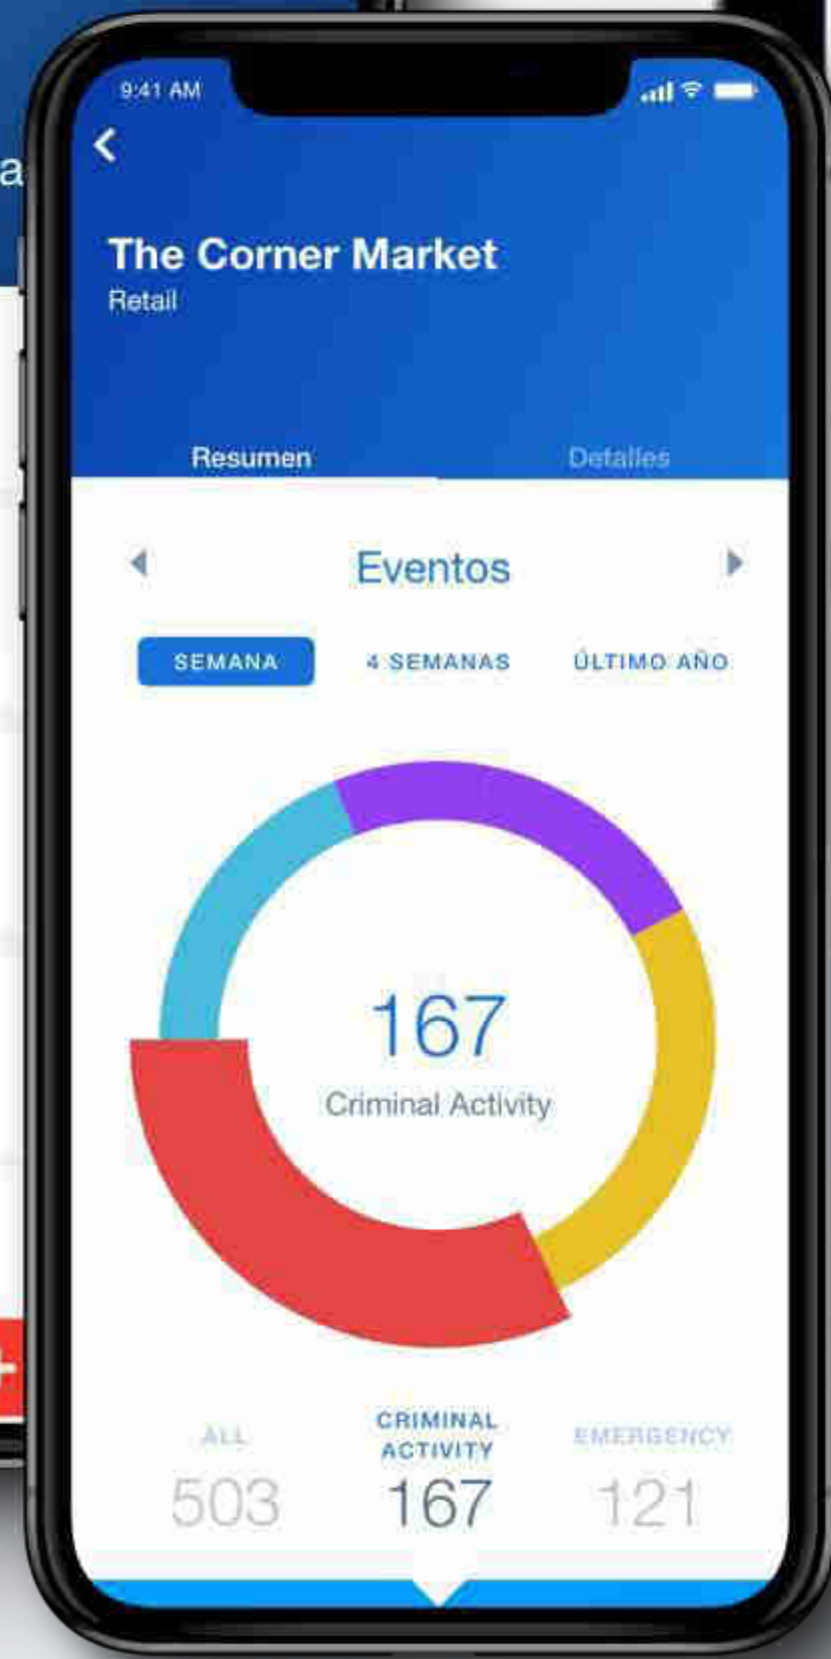 a
9:41 AM
The Corner Market
Retail
Resumen
Detalles
Eventos
SEMANA
4 SEMANAS
ÚLTIMO AÑO
167
Criminal Activity
ALL
CRIMINAL
ACTIVITY
EMERGENCY
503
167
121
+